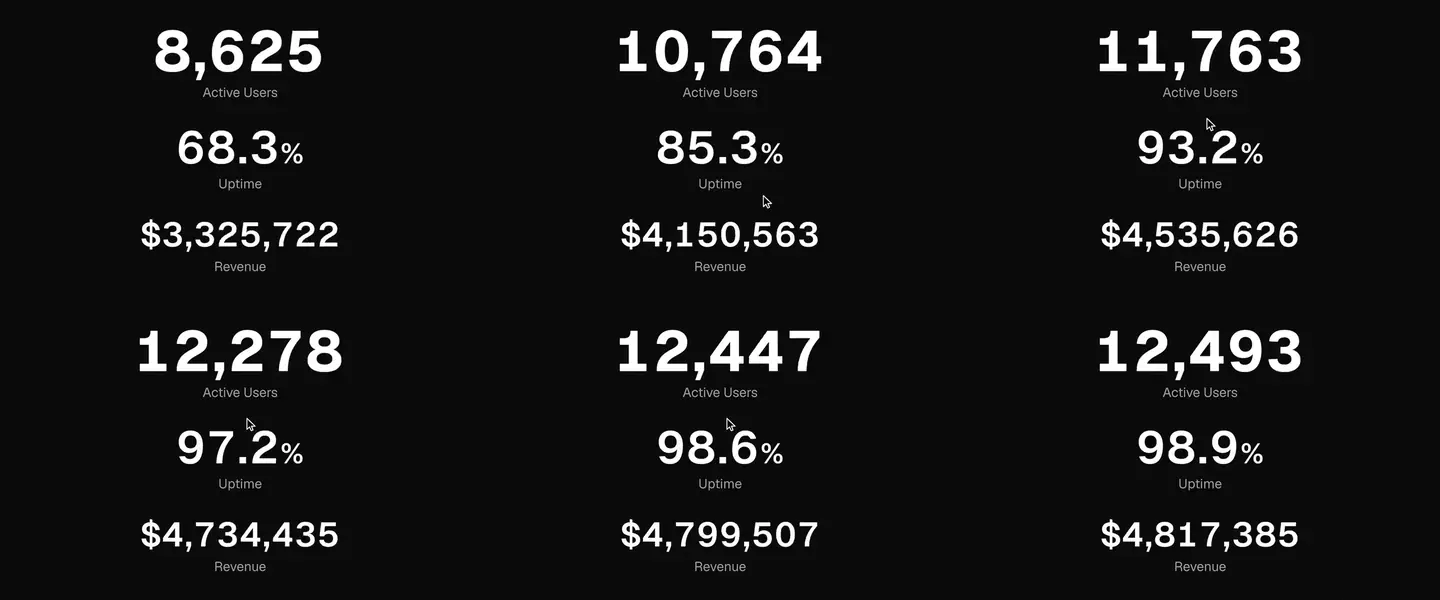 8,625
Active Users
68.3%
Uptime
$3,325,722
Revenue
10,764
Active Users
85.3%
Uptime
$4,150,563
Revenue
11,763
Active Users
93.2%
Uptime
$4,535,626
Revenue
12,278
Active Users
97.2%
Uptime
$4,734,435
Revenue
12,447
Active Users
98.6%
Uptime
$4,799,507
Revenue
12,493
Active Users
98.9%
Uptime
$4,817,385
Revenue